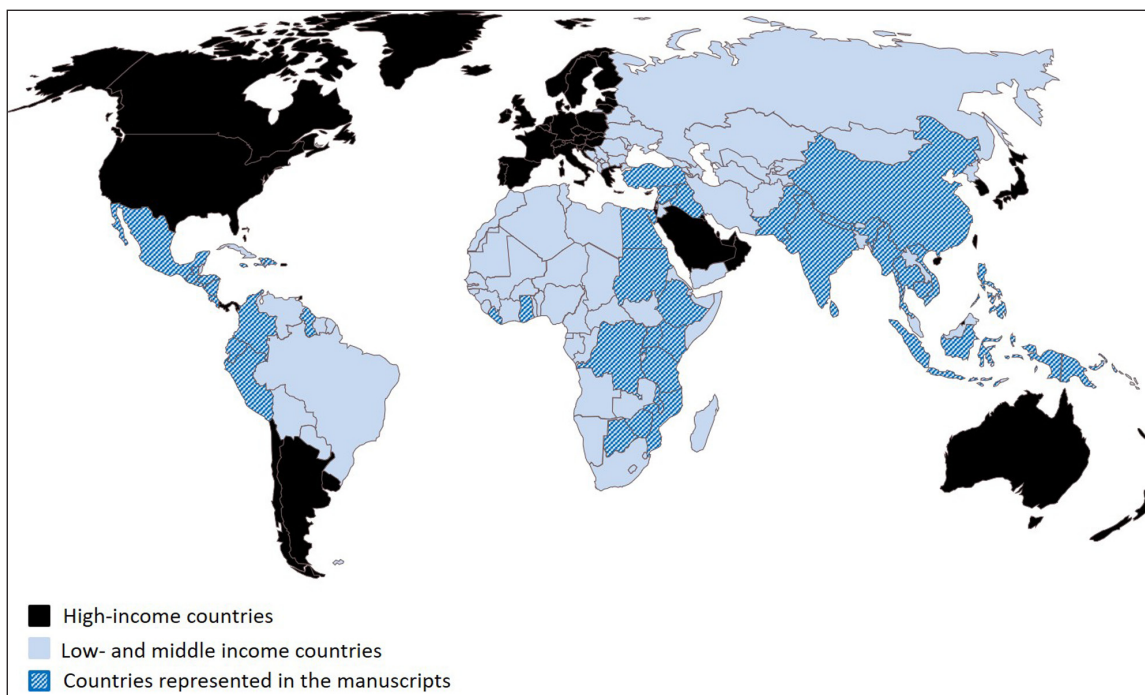 High-income countries
Low- and middle income countries
Countries represented in the manuscripts